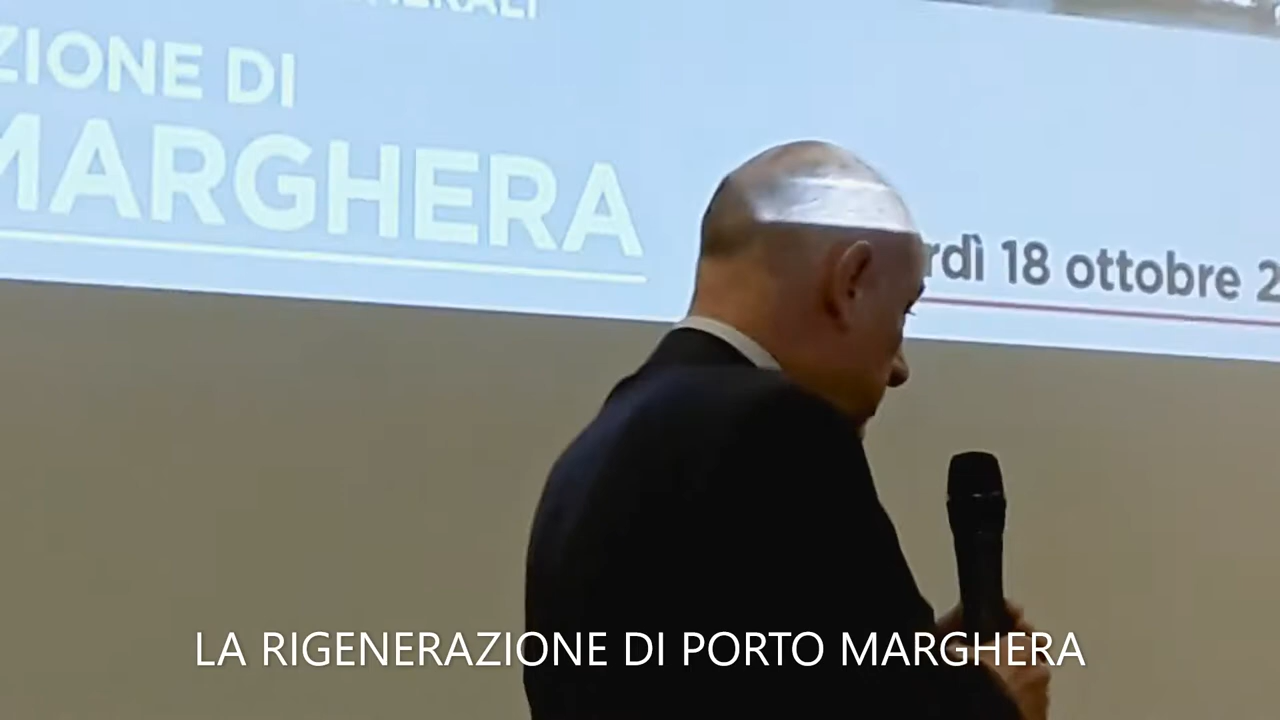 ZIONE DI
MARGHERA
rdì 18 ottobre 2
LA RIGENERAZIONE DI PORTO MARGHERA